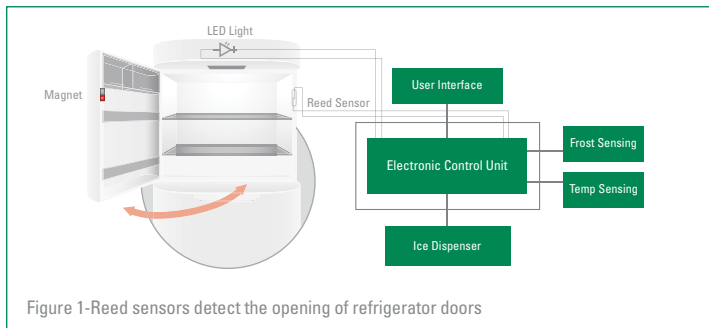 LED Light
Magnet
Reed Sensor
User Interface
Electronic Control Unit
Frost Sensing
Temp Sensing
Ice Dispenser
Figure 1-Reed sensors detect the opening of refrigerator doors